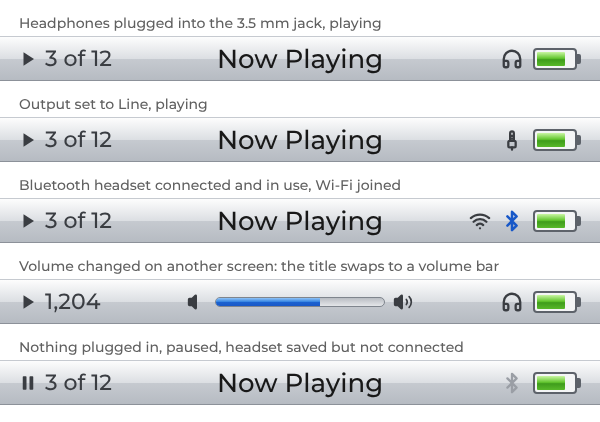 Headphones plugged into the 3.5 mm jack, playing
3 of 12 Now Playing
Output set to Line, playing
3 of 12 Now Playing
Bluetooth headset connected and in use, Wi-Fi joined
3 of 12 Now Playing
Volume changed on another screen: the title swaps to a volume bar
1,204
Nothing plugged in, paused, headset saved but not connected
3 of 12 Now Playing